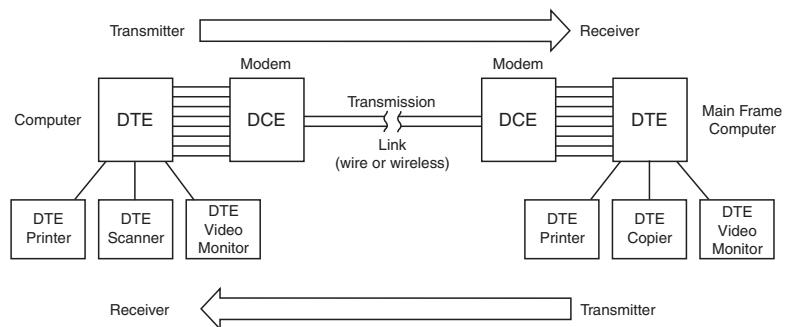 Transmitter
Receiver
Modem
Modem
Computer
DTE
DCE
Transmission
Link
(wire or wireless)
DCE
DTE
Main Frame
Computer
DTE
Printer
DTE
Scanner
DTE
Video
Monitor
DTE
Printer
DTE
Copier
DTE
Video
Monitor
Receiver
Transmitter